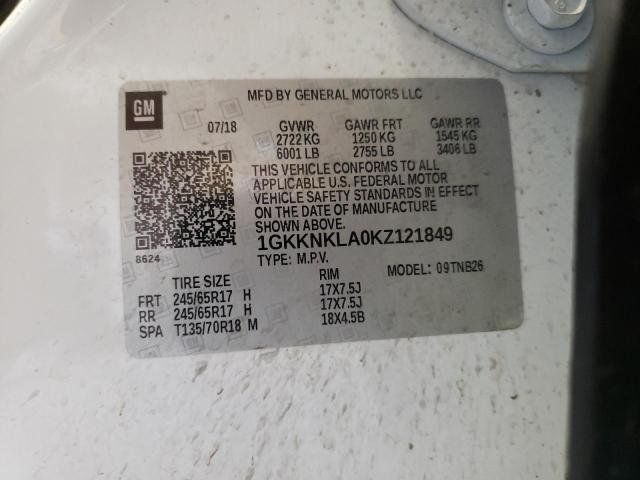 GM
MFD BY GENERAL MOTORS LLC
07/18 GVWR GAWR FRT GAWR RR
2722 KG 1250 KG 1545 KG
6001 LB 2755 LB 3406 LB
THIS VEHICLE CONFORMS TO ALL
APPLICABLE U.S. FEDERAL MOTOR
VEHICLE SAFETY STANDARDS IN EFFECT
ON THE DATE OF MANUFACTURE
SHOWN ABOVE.
1GKKNKLA0KZ121849
8624
TYPE: M.P.V. MODEL: 09TNB26
TIRE SIZE RIM
FRT 245/65R17 H 17X7.5J
RR 245/65R17 H 17X7.5J
SPA T135/70R18 M 18X4.5B